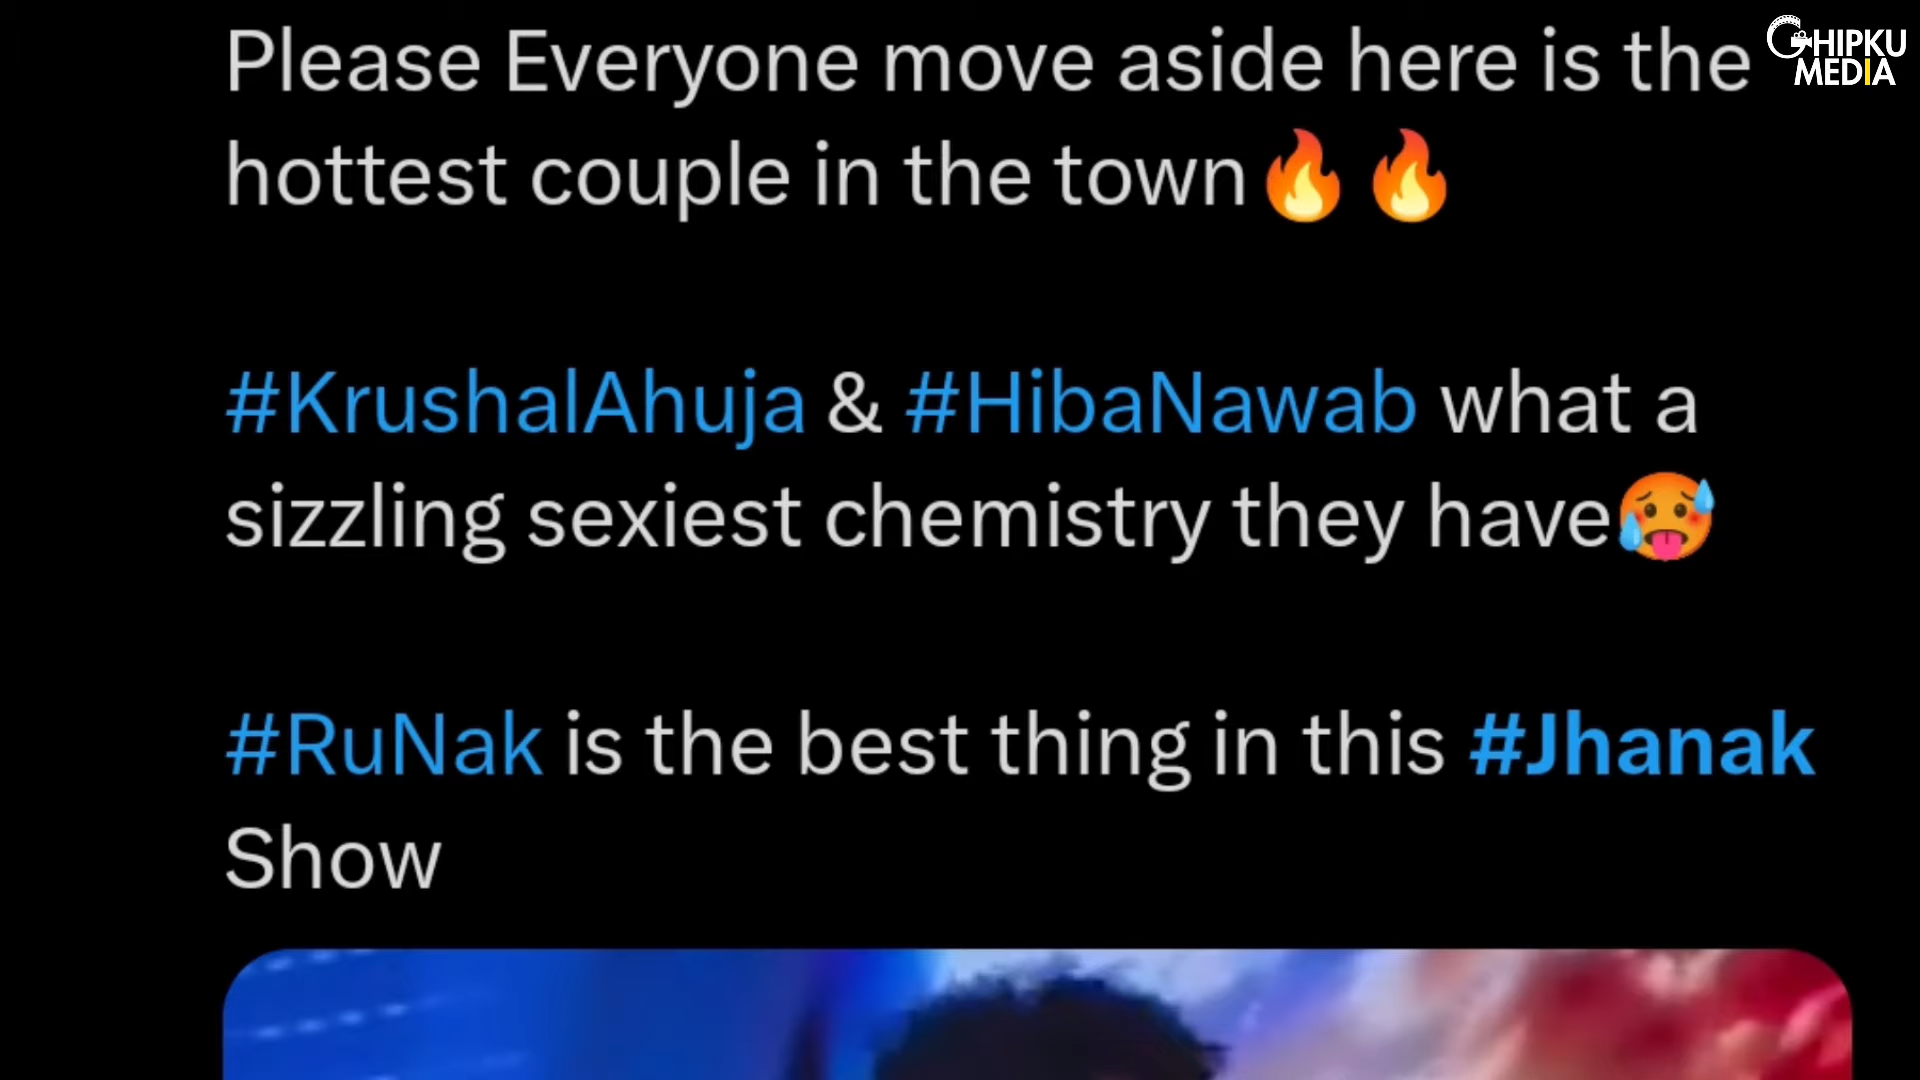 Please Everyone move aside here is the
hottest couple in the town🔥🔥
#KrushalAhuja & #HibaNawab what a
sizzling sexiest chemistry they have🥵
#RuNak is the best thing in this #Jhanak
Show
GHIPKU
MEDIA